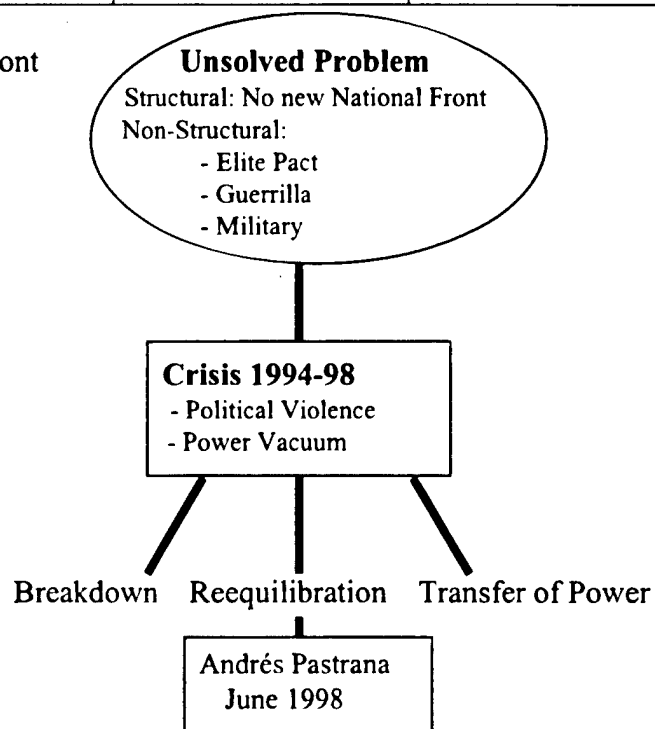 ont
Unsolved Problem
Structural: No new National Front
Non-Structural:
- Elite Pact
- Guerrilla
- Military
Crisis 1994-98
- Political Violence
- Power Vacuum
Breakdown Reequilibration Transfer of Power
Andrés Pastrana
June 1998